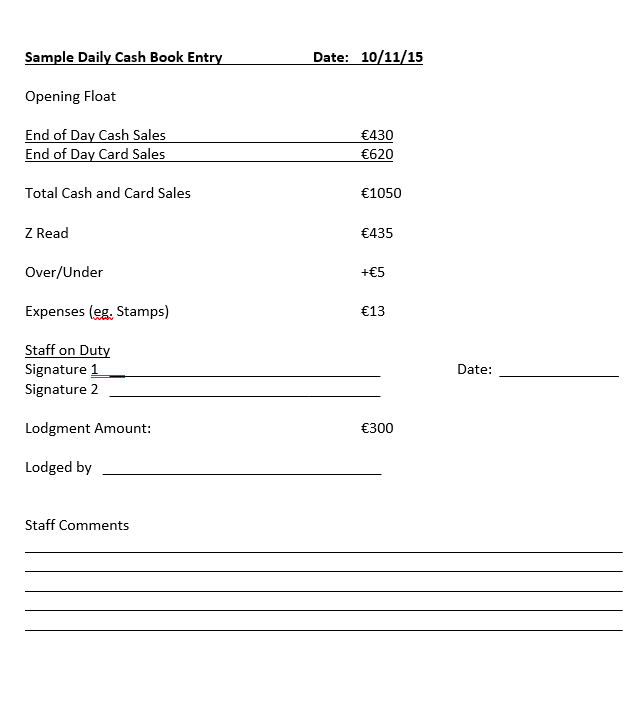 Sample Daily Cash Book Entry Date: 10/11/15
Opening Float
End of Day Cash Sales €430
End of Day Card Sales €620
Total Cash and Card Sales €1050
Z Read €435
Over/Under +€5
Expenses (eg. Stamps) €13
Staff on Duty
Signature 1 Date:
Signature 2
Lodgment Amount: €300
Lodged by
Staff Comments